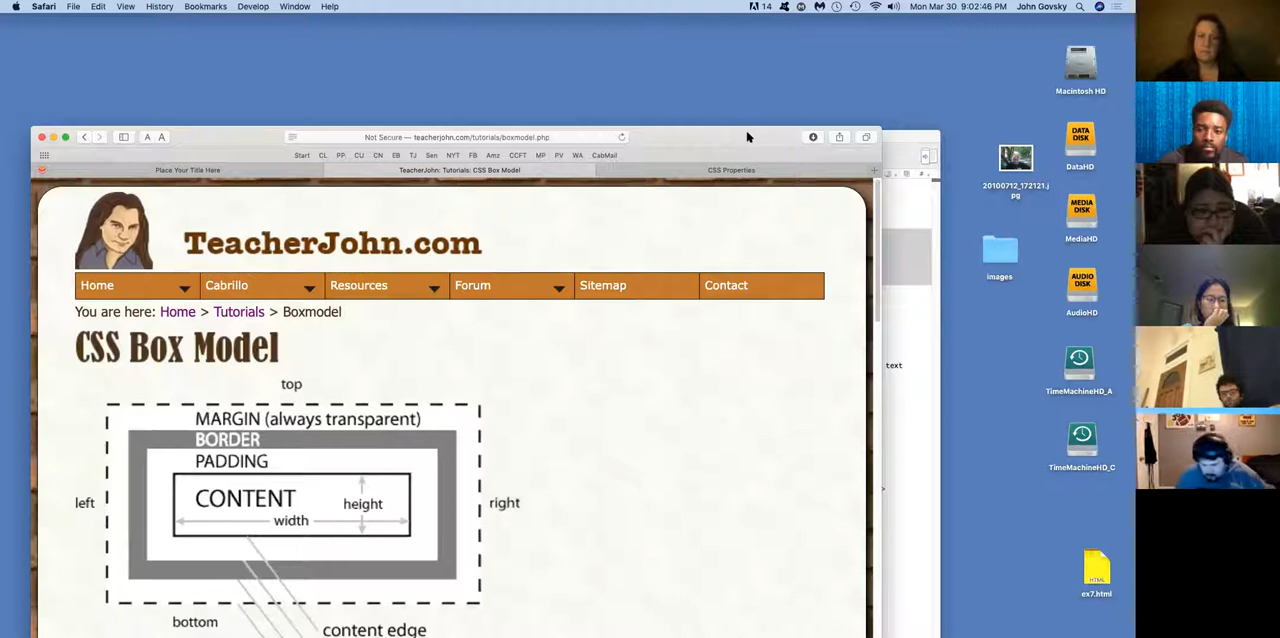 Safari File Edit View History Bookmarks Develop Window Help
14
Mon Mar 30 9:02:46 PM John Govsky
Macintosh HD
Not Secure — teacherjohn.com/tutorials/boxmodel.php
A A
Start CL PP: CU CN EB TJ Sen NYT FB Amz CCFT MP PV WA CabMail
Place Your Title Here
TeacherJohn: Tutorials: CSS Box Model
CSS Properties
DATA DISK
DataHD
20100712_172121.j
pg
MEDIA DISK
MediaHD
images
AUDIO DISK
AudioHD
TimeMachineHD_A
TimeMachineHD_C
HTML
ex7.html
text
>
TeacherJohn.com
Home Cabrillo Resources Forum Sitemap Contact
You are here: Home > Tutorials > Boxmodel
CSS Box Model
top
MARGIN (always transparent)
BORDER
PADDING
CONTENT
height
width
left
right
bottom
content edge